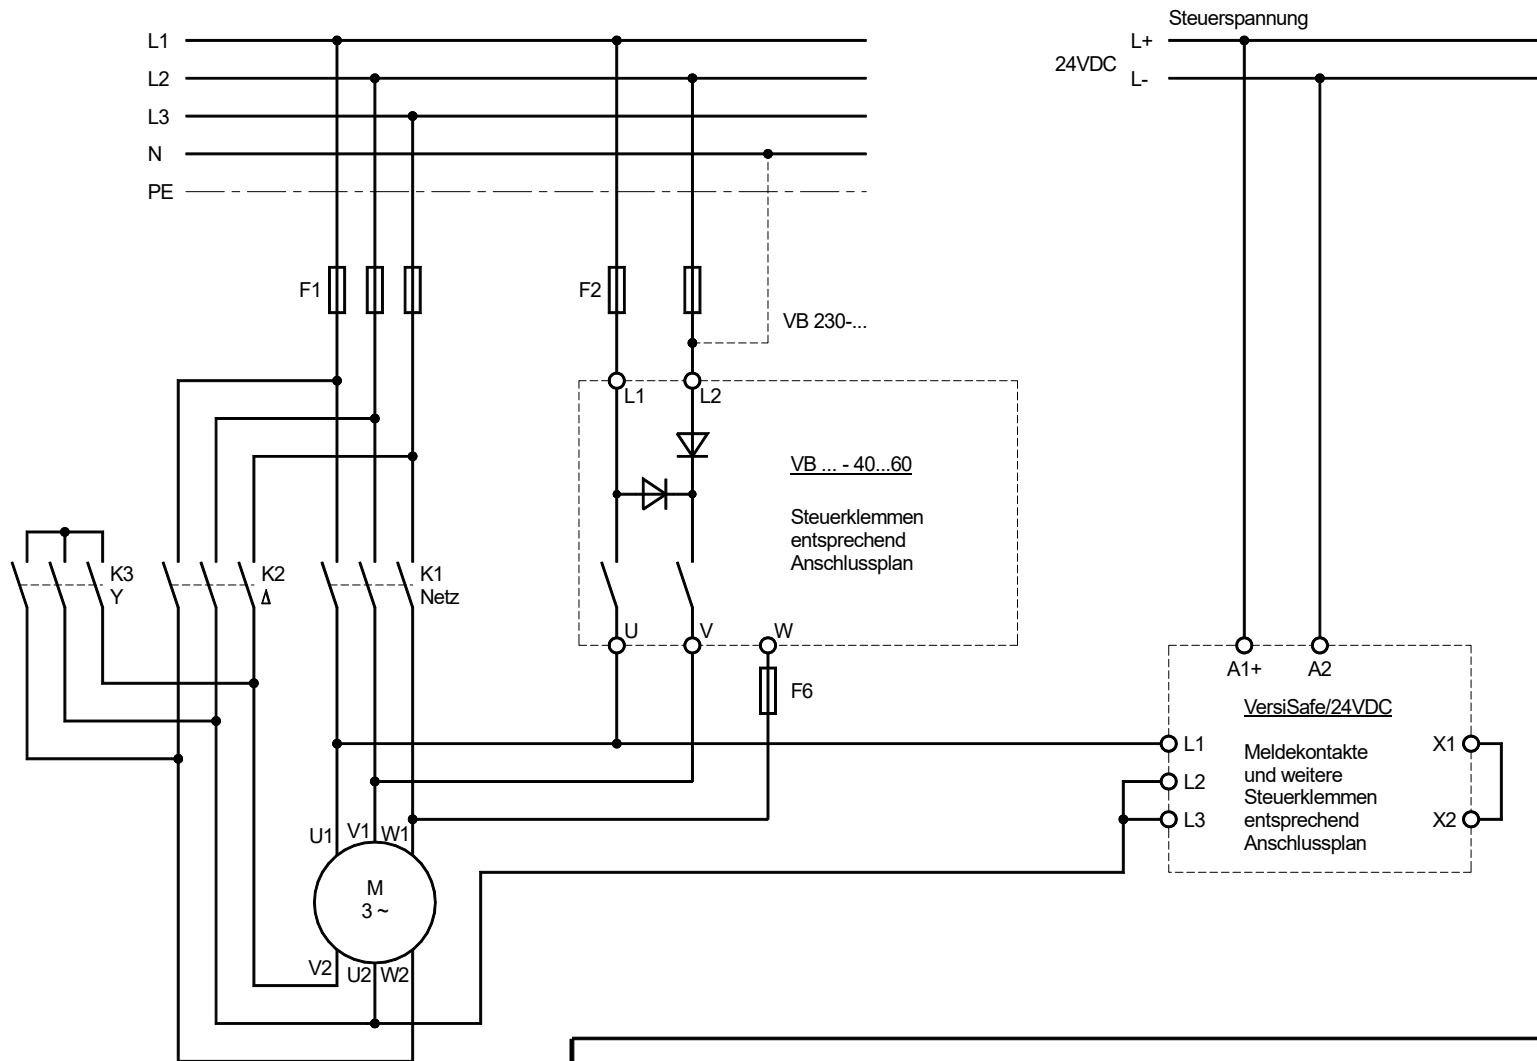 Steuerspannung
L1
L+
24VDC
L2
L-
L3
N
PE
F1
F2
VB 230-...
L1
L2
VB ... - 40...60
Steuerklemmen
entsprechend
Anschlussplan
K3
Y
K2
Δ
K1
Netz
U
V
W
F6
A1+
A2
VersiSafe/24VDC
L1
Meldekontakte
und weitere
Steuerklemmen
entsprechend
Anschlussplan
X1
L2
L3
X2
U1
V1
W1
M
3 ~
V2
U2
W2